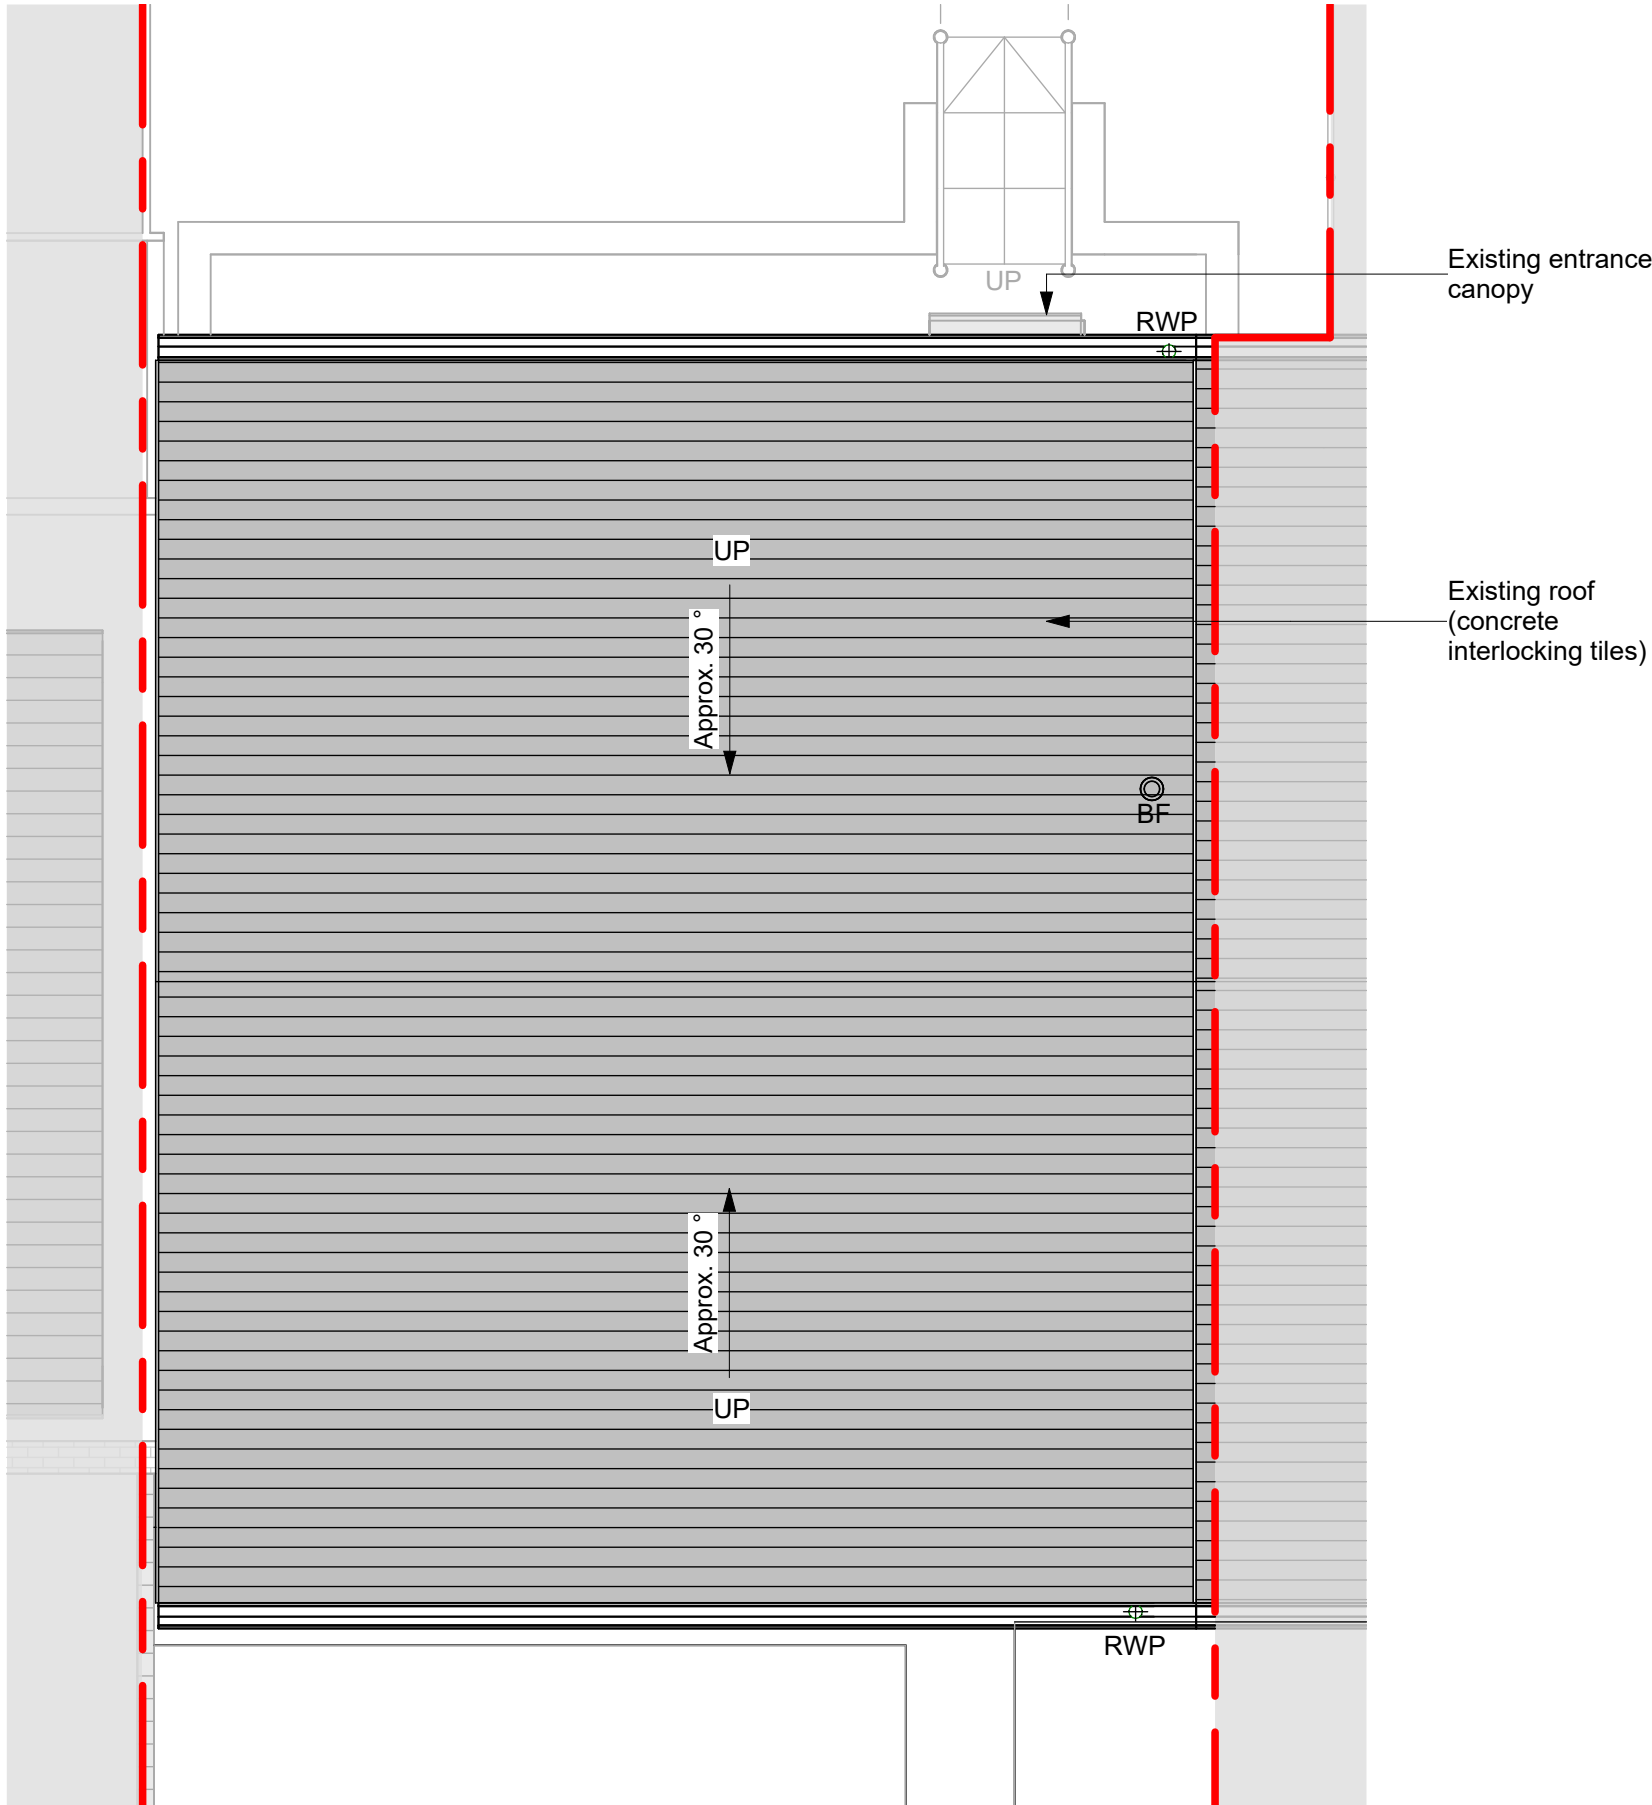 Existing entrance
canopy
UP
RWP
UP
Existing roof
(concrete
interlocking tiles)
Approx. 30 °
BF
Approx. 30 °
UP
RWP